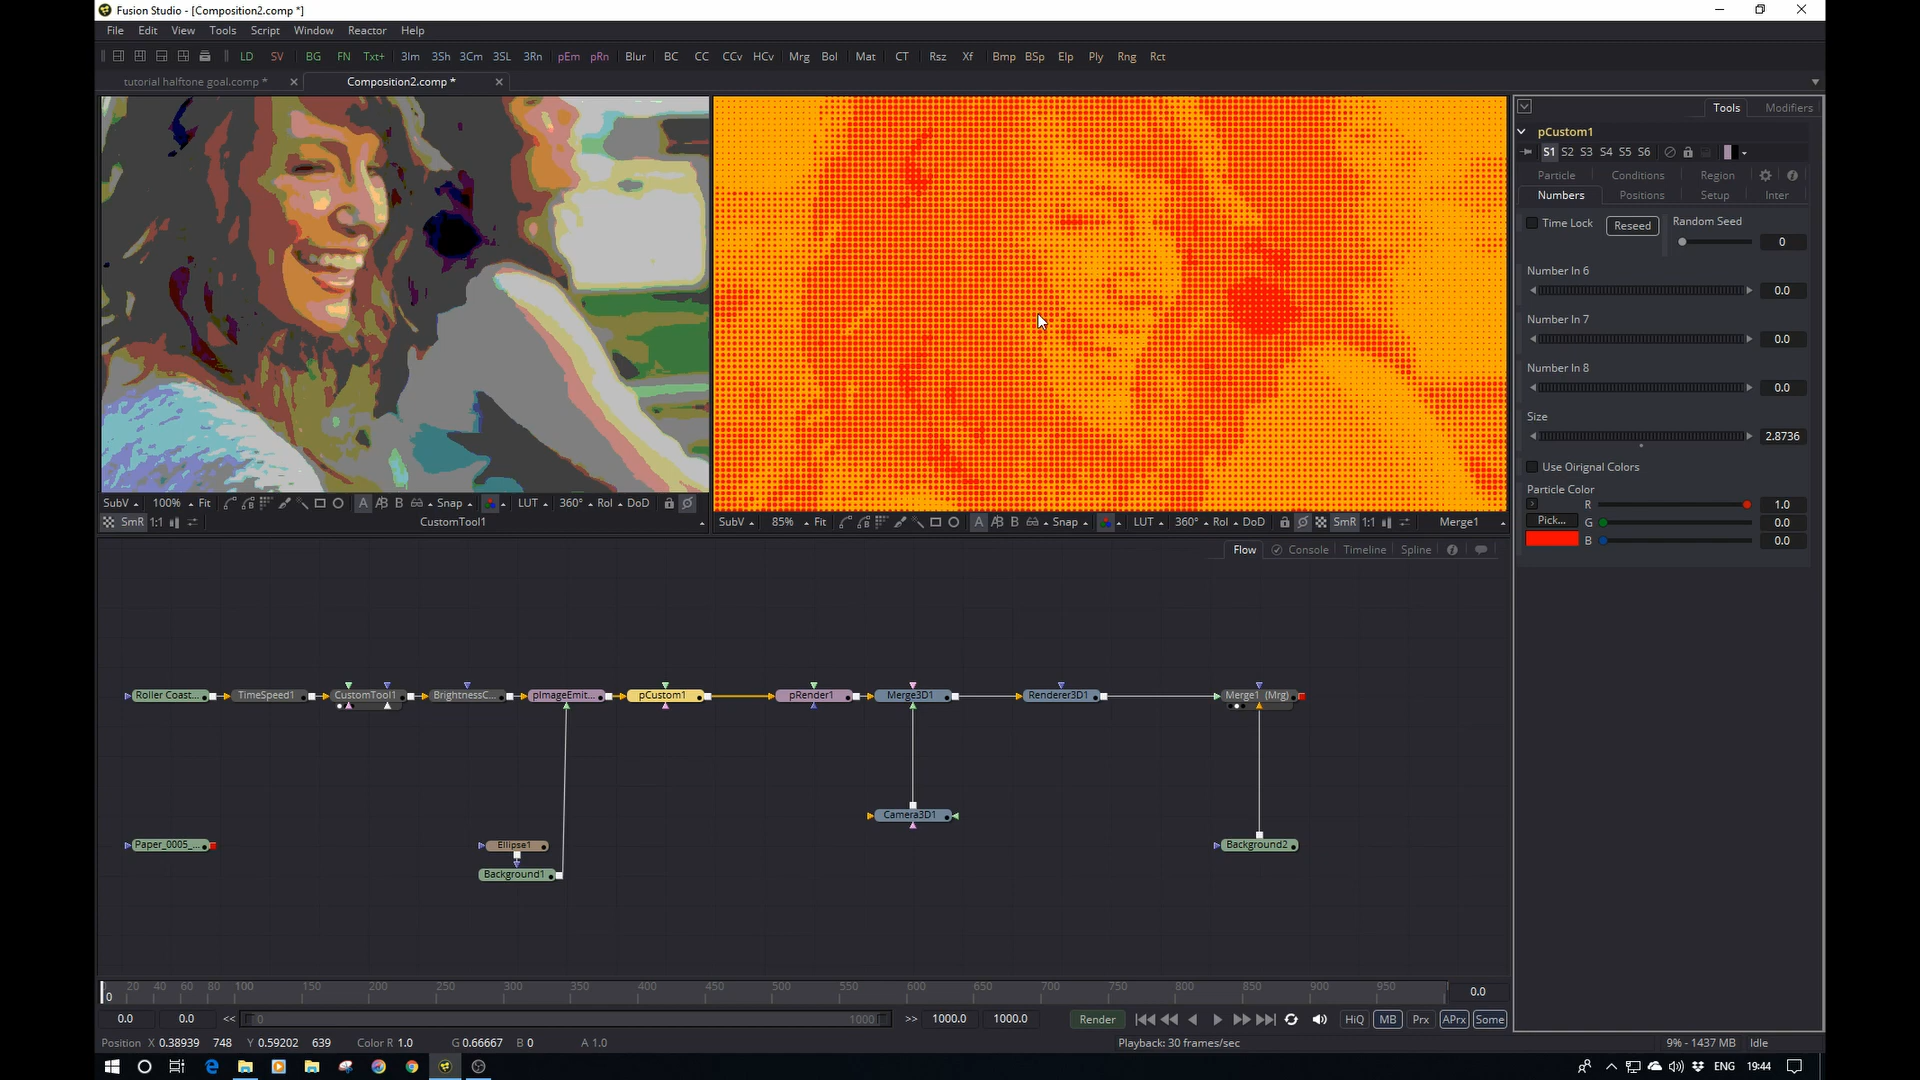 Fusion Studio - [Composition2.comp *]
File Edit View Tools Script Window Reactor Help
LD SV BG FN Txt+ 3Im 3Sh 3Cm 3SL 3Rn pEm pRn Blur BC CC CCv HCv Mrg Bol Mat CT Rsz Xf Bmp BSp Elp Ply Rng Rct
tutorial halftone goal.comp * Composition2.comp *
Tools Modifiers
pCustom1
S1 S2 S3 S4 S5 S6
Particle Conditions Region
Numbers Positions Setup Inter
Time Lock Reseed Random Seed
0
Number In 6
0.0
Number In 7
0.0
Number In 8
0.0
Size
2.8736
Use Oirignal Colors
Particle Color
R 1.0
Pick... G 0.0
B 0.0
SubV 100% Fit A A|B B Snap LUT 360° RoI DoD
SmR 1:1 CustomTool1
SubV 85% Fit A A|B B Snap LUT 360° RoI DoD SmR 1:1 Merge1
Flow Console Timeline Spline
Roller Coast... TimeSpeed1 CustomTool1 BrightnessC... pImageEmit... pCustom1 pRender1 Merge3D1 Renderer3D1 Merge1 (Mrg)
Camera3D1
Paper_0005_... Ellipse1 Background2
Background1
0 20 40 60 80 100 150 200 250 300 350 400 450 500 550 600 650 700 750 800 850 900 950 0.0
0.0 0.0 << 0 1000 >> 1000.0 1000.0 Render HiQ MB Prx APrx Some
Position X 0.38939 748 Y 0.59202 639 Color R 1.0 G 0.66667 B 0 A 1.0 Playback: 30 frames/sec 9% - 1437 MB Idle
ENG 19:44